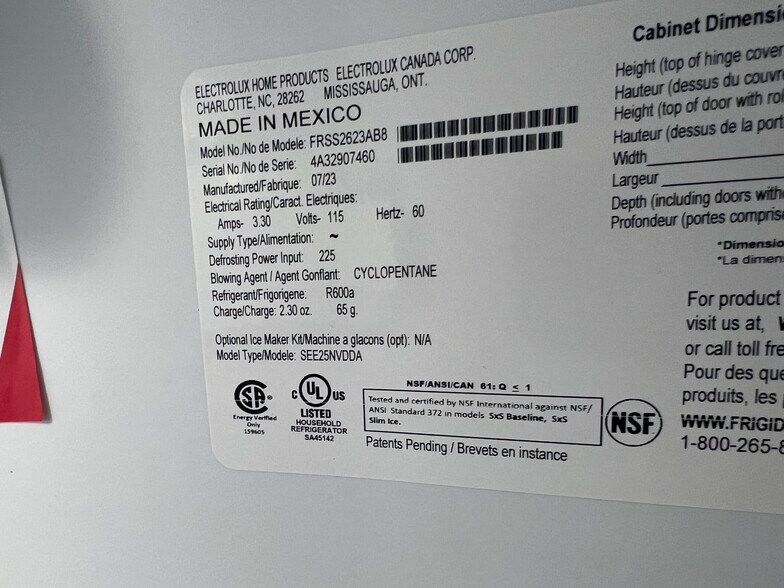 ELECTROLUX HOME PRODUCTS ELECTROLUX CANADA CORP.
CHARLOTTE, NC, 28262 MISSISSAUGA, ONT.
MADE IN MEXICO
Model No./No de Modele: FRSS2623AB8
Serial No./No de Serie: 4A32907460
Manufactured/Fabrique: 07/23
Electrical Rating/Caract. Electriques:
Amps- 3.30 Volts- 115 Hertz- 60
Supply Type/Alimentation: ~
Defrosting Power Input: 225
Blowing Agent / Agent Gonflant: CYCLOPENTANE
Refrigerant/Frigorigene: R600a
Charge/Charge: 2.30 oz. 65 g.
Optional Ice Maker Kit/Machine a glacons (opt): N/A
Model Type/Modele: SEE25NVDDA
SA
Energy Verified
Only
159605
c UL US
LISTED
HOUSEHOLD
REFRIGERATOR
SA45142
NSF/ANSI/CAN 61: Q ≤ 1
Tested and certified by NSF International against NSF/
ANSI Standard 372 in models SxS Baseline, SxS
Slim Ice.
NSF
Patents Pending / Brevets en instance
Cabinet Dimensi
Height (top of hinge cover
Hauteur (dessus du couvr
Height (top of door with rol
Hauteur (dessus de la port
Width
Largeur
Depth (including doors with
Profondeur (portes compris
*Dimensio
*La dimens
For product
visit us at,
or call toll fre
Pour des que
produits, les
WWW.FRIGID
1-800-265-8